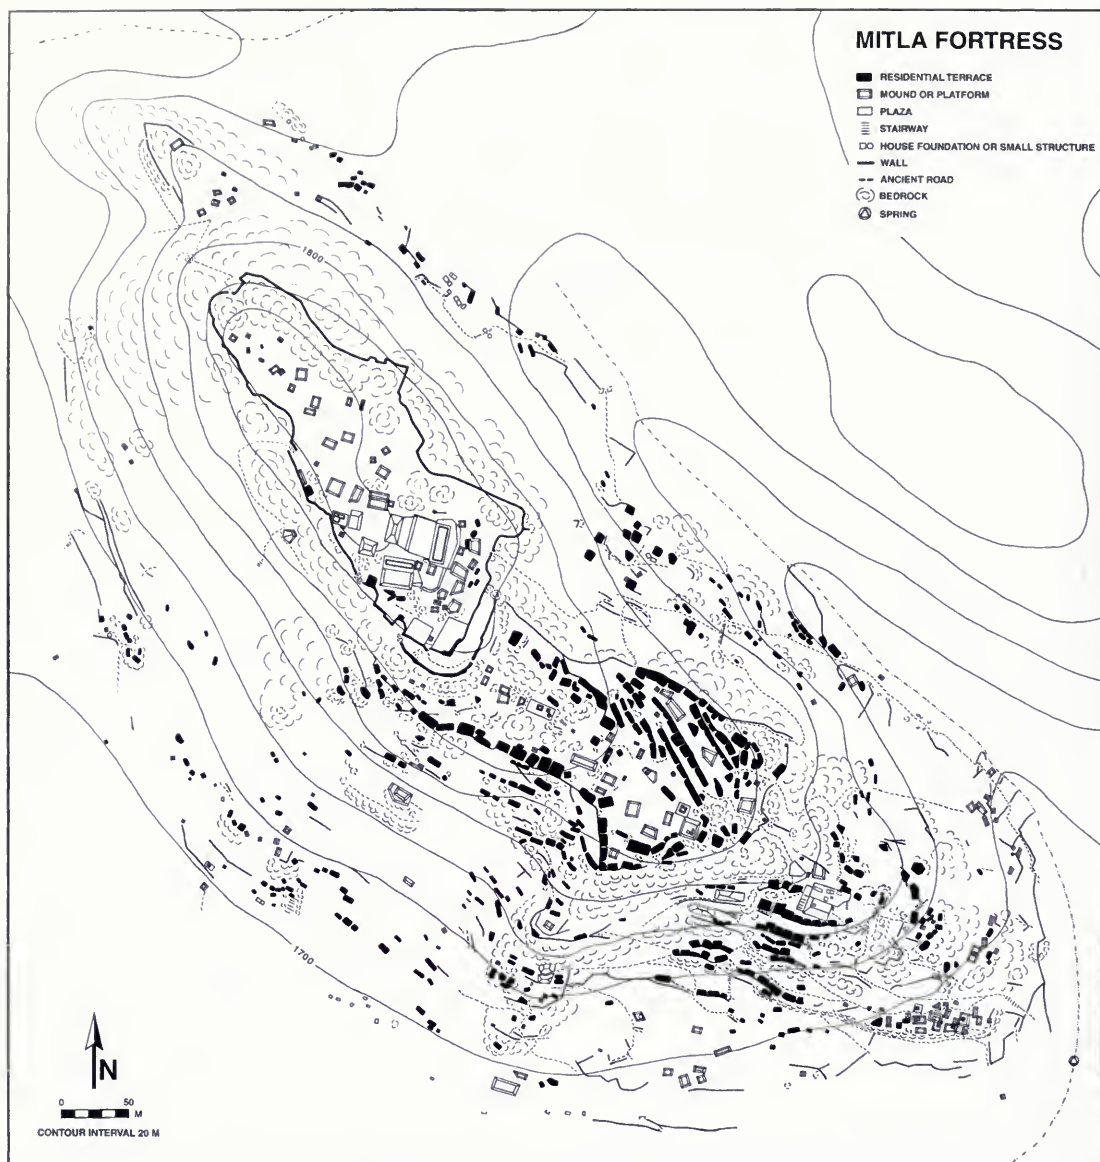 MITLA FORTRESS
RESIDENTIAL TERRACE
MOUND OR PLATFORM
PLAZA
STAIRWAY
HOUSE FOUNDATION OR SMALL STRUCTURE
WALL
ANCIENT ROAD
BEDROCK
SPRING
1800
1700
N
0 50 M
CONTOUR INTERVAL 20 M